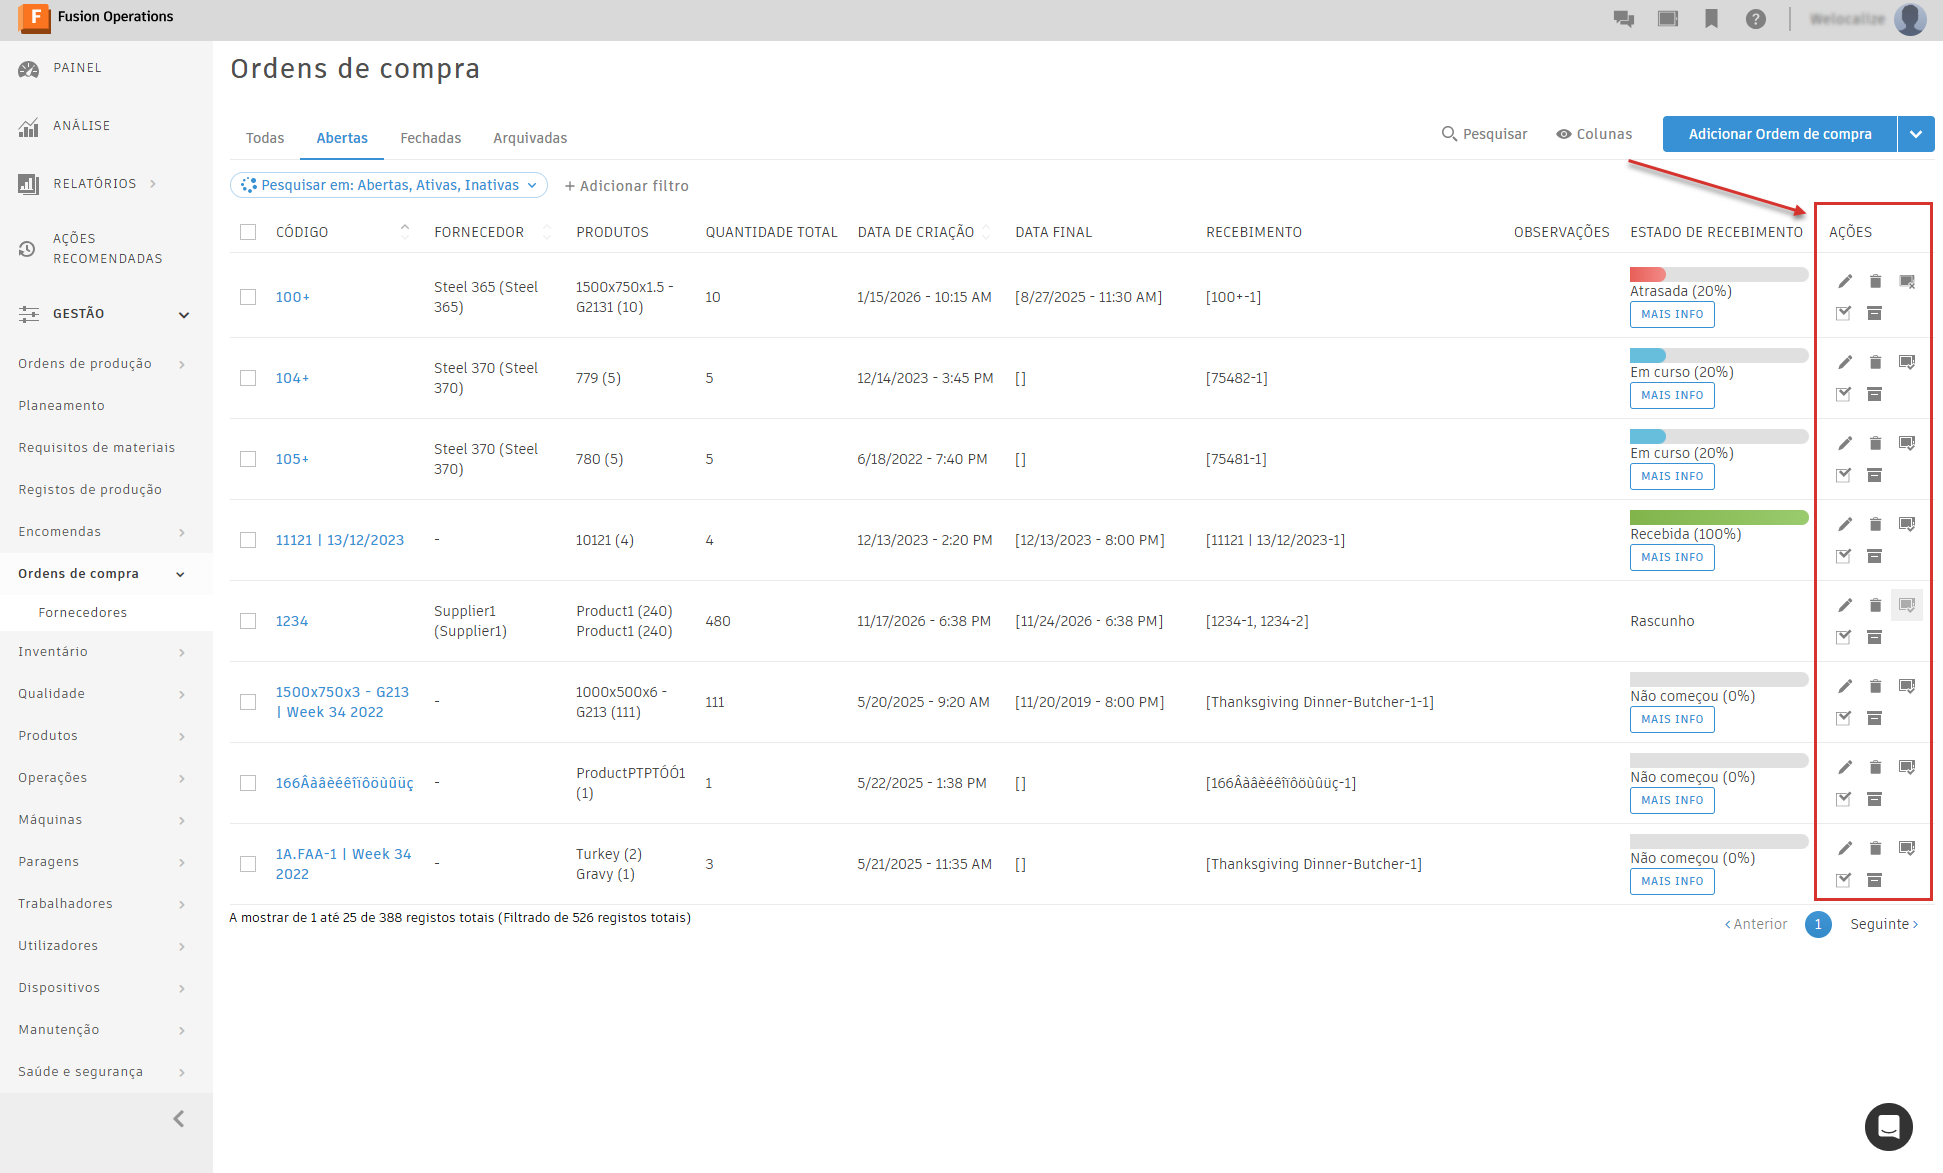 F Fusion Operations
?
PAINEL
ANÁLISE
RELATÓRIOS
AÇÕES
RECOMENDADAS
GESTÃO
Ordens de produção
Planeamento
Requisitos de materiais
Registos de produção
Encomendas
Ordens de compra
Fornecedores
Inventário
Qualidade
Produtos
Operações
Máquinas
Paragens
Trabalhadores
Utilizadores
Dispositivos
Manutenção
Saúde e segurança
Ordens de compra
Todas Abertas Fechadas Arquivadas
Pesquisar Colunas Adicionar Ordem de compra
Pesquisar em: Abertas, Ativas, Inativas + Adicionar filtro
CÓDIGO FORNECEDOR PRODUTOS QUANTIDADE TOTAL DATA DE CRIAÇÃO DATA FINAL RECEBIMENTO OBSERVAÇÕES ESTADO DE RECEBIMENTO AÇÕES
100+ Steel 365 (Steel 1500x750x1.5 - 10 1/15/2026 - 10:15 AM [8/27/2025 - 11:30 AM] [100+-1] Atrasada (20%)
365) G2131 (10) MAIS INFO
104+ Steel 370 (Steel 779 (5) 5 12/14/2023 - 3:45 PM [] [75482-1] Em curso (20%)
370) MAIS INFO
105+ Steel 370 (Steel 780 (5) 5 6/18/2022 - 7:40 PM [] [75481-1] Em curso (20%)
370) MAIS INFO
11121 | 13/12/2023 - 10121 (4) 4 12/13/2023 - 2:20 PM [12/13/2023 - 8:00 PM] [11121 | 13/12/2023-1] Recebida (100%)
MAIS INFO
1234 Supplier1 Product1 (240) 480 11/17/2026 - 6:38 PM [11/24/2026 - 6:38 PM] [1234-1, 1234-2] Rascunho
(Supplier1) Product1 (240)
1500x750x3 - G213 - 1000x500x6 - 111 5/20/2025 - 9:20 AM [11/20/2019 - 8:00 PM] [Thanksgiving Dinner-Butcher-1-1] Não começou (0%)
| Week 34 2022 G213 (111) MAIS INFO
166Âàâèéêîïôöùûüç - ProductPTPTÓÓ1 1 5/22/2025 - 1:38 PM [] [166Âàâèéêîïôöùûüç-1] Não começou (0%)
(1) MAIS INFO
1A.FAA-1 | Week 34 - Turkey (2) 3 5/21/2025 - 11:35 AM [] [Thanksgiving Dinner-Butcher-1] Não começou (0%)
2022 Gravy (1) MAIS INFO
A mostrar de 1 até 25 de 388 registos totais (Filtrado de 526 registos totais)
Anterior 1 Seguinte